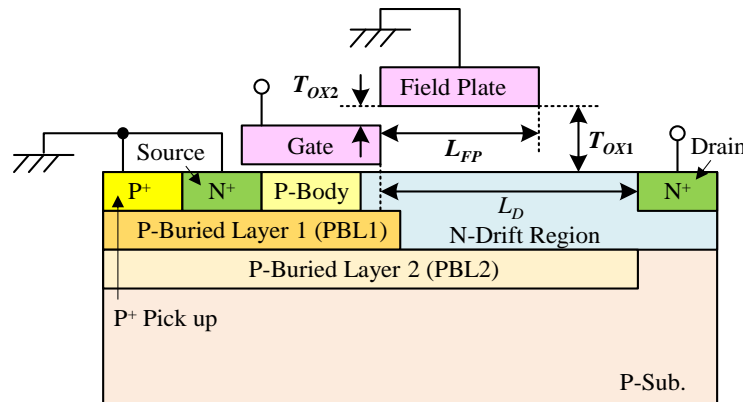 Field Plate
T_OX2
Gate
L_FP
T_OX1
Source
Drain
P⁺
N⁺
P-Body
L_D
N⁺
P-Buried Layer 1 (PBL1)
N-Drift Region
P-Buried Layer 2 (PBL2)
P⁺ Pick up
P-Sub.